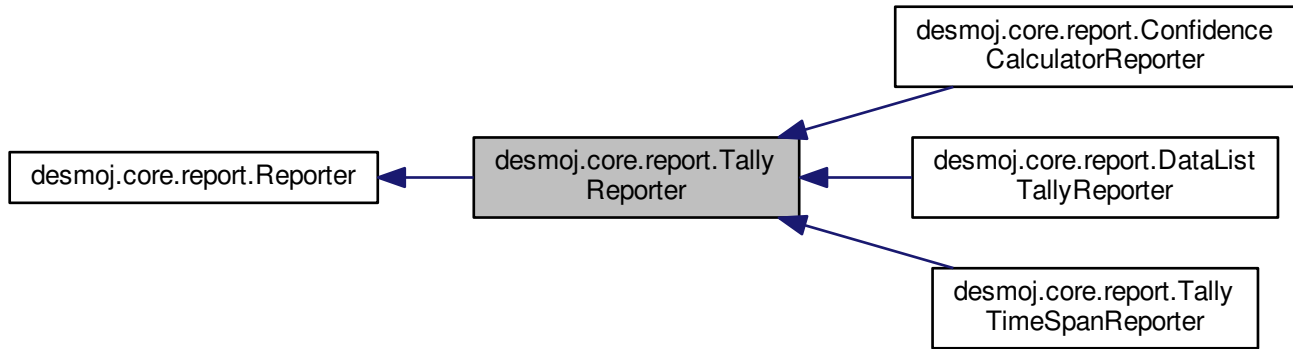 desmoj.core.report.Reporter
desmoj.core.report.Tally
Reporter
desmoj.core.report.Confidence
CalculatorReporter
desmoj.core.report.DataList
TallyReporter
desmoj.core.report.Tally
TimeSpanReporter